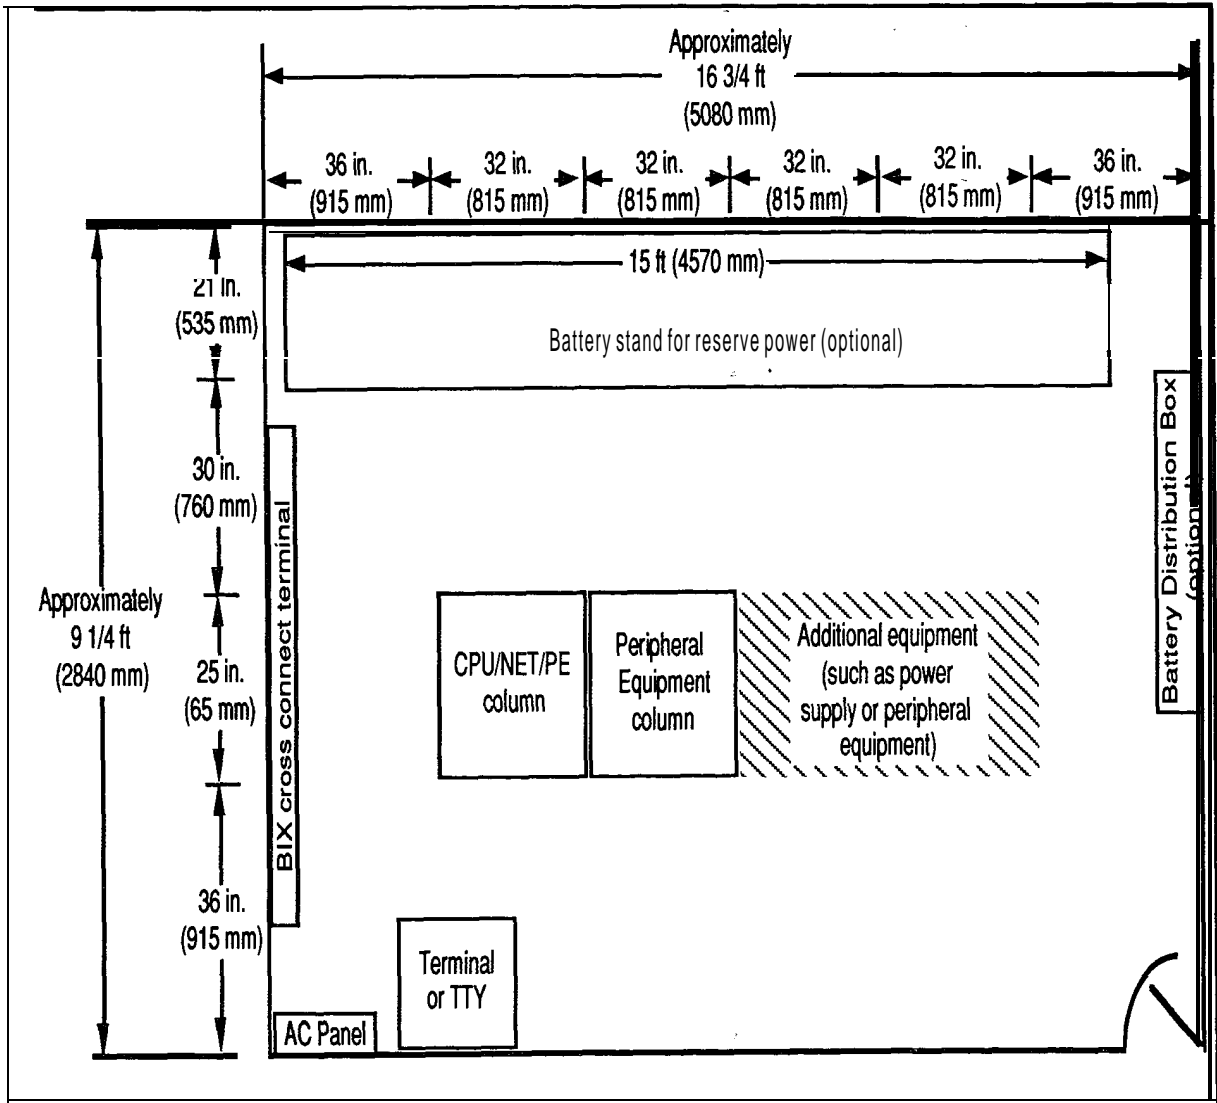 Approximately
16 3/4 ft
(5080 mm)
36 in.
(915 mm)
32 in.
(815 mm)
32 in.
(815 mm)
32 in.
(815 mm)
32 in.
(815 mm)
36 in.
(915 mm)
15 ft (4570 mm)
Battery stand for reserve power (optional)
21 in.
(535 mm)
30 in.
(760 mm)
25 in.
(65 mm)
36 in.
(915 mm)
Approximately
9 1/4 ft
(2840 mm)
BIX cross connect terminal
CPU/NET/PE
column
Peripheral
Equipment
column
Additional equipment
(such as power
supply or peripheral
equipment)
Battery Distribution Box
(optional)
Terminal
or TTY
AC Panel